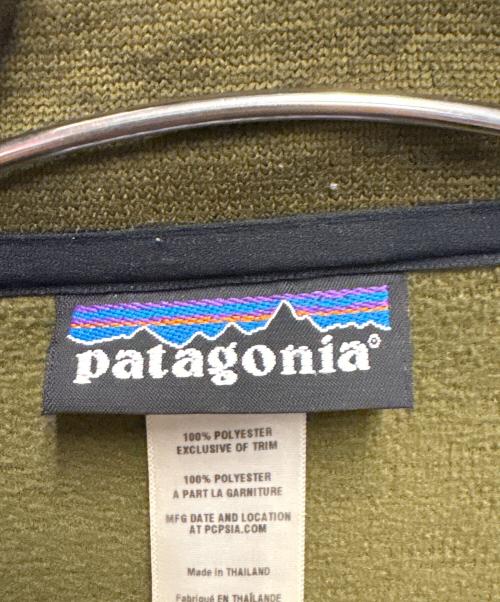 patagonia®
100% POLYESTER
EXCLUSIVE OF TRIM
100% POLYESTER
A PART LA GARNITURE
MFG DATE AND LOCATION
AT PCPSIA.COM
Made in THAILAND
Fabriqué EN THAÏLANDE